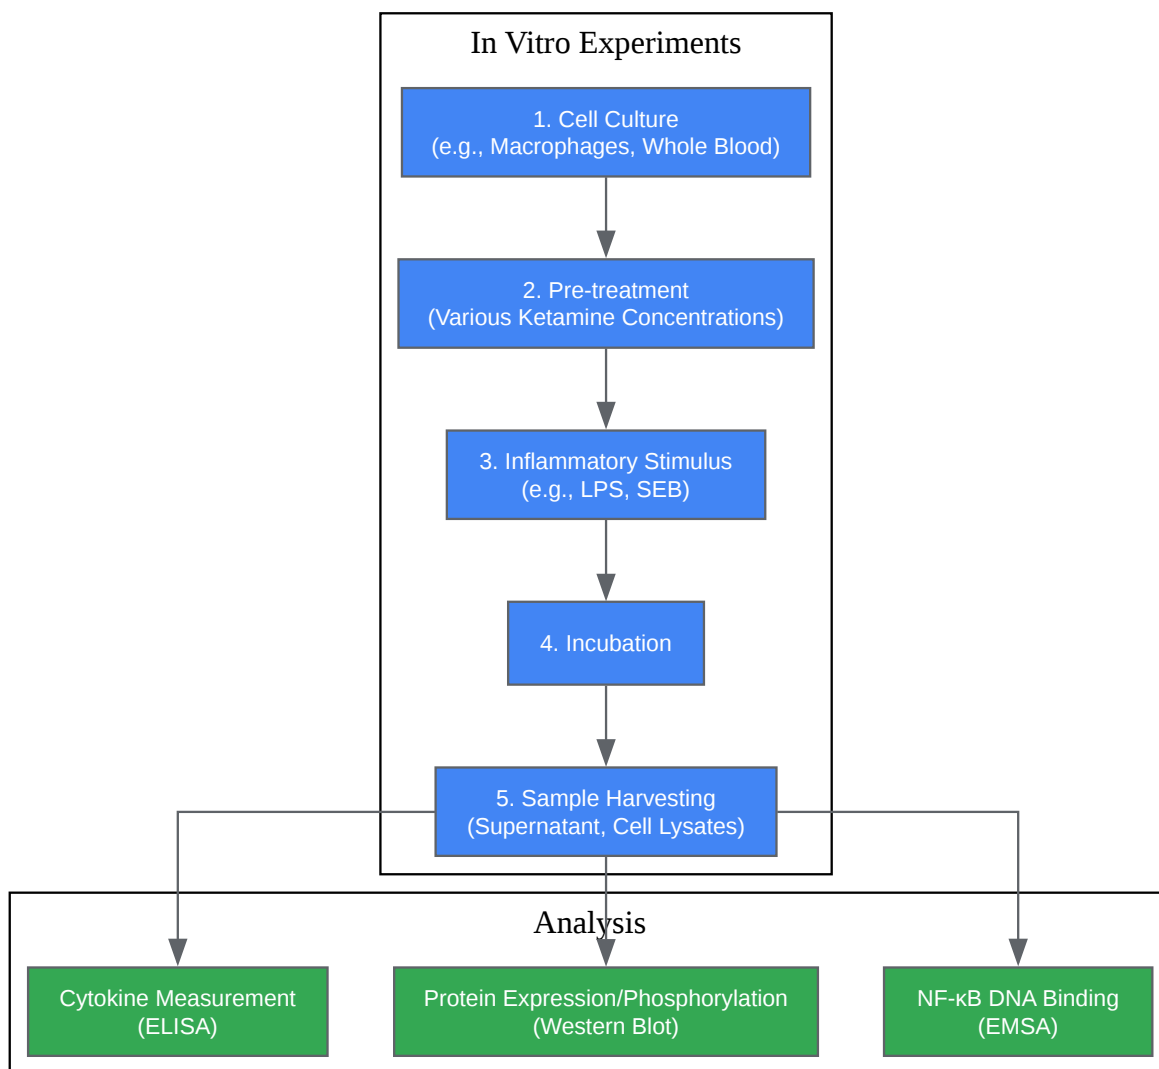 In Vitro Experiments
1. Cell Culture
(e.g., Macrophages, Whole Blood)
2. Pre-treatment
(Various Ketamine Concentrations)
3. Inflammatory Stimulus
(e.g., LPS, SEB)
4. Incubation
5. Sample Harvesting
(Supernatant, Cell Lysates)
Analysis
Cytokine Measurement
(ELISA)
Protein Expression/Phosphorylation
(Western Blot)
NF-κB DNA Binding
(EMSA)